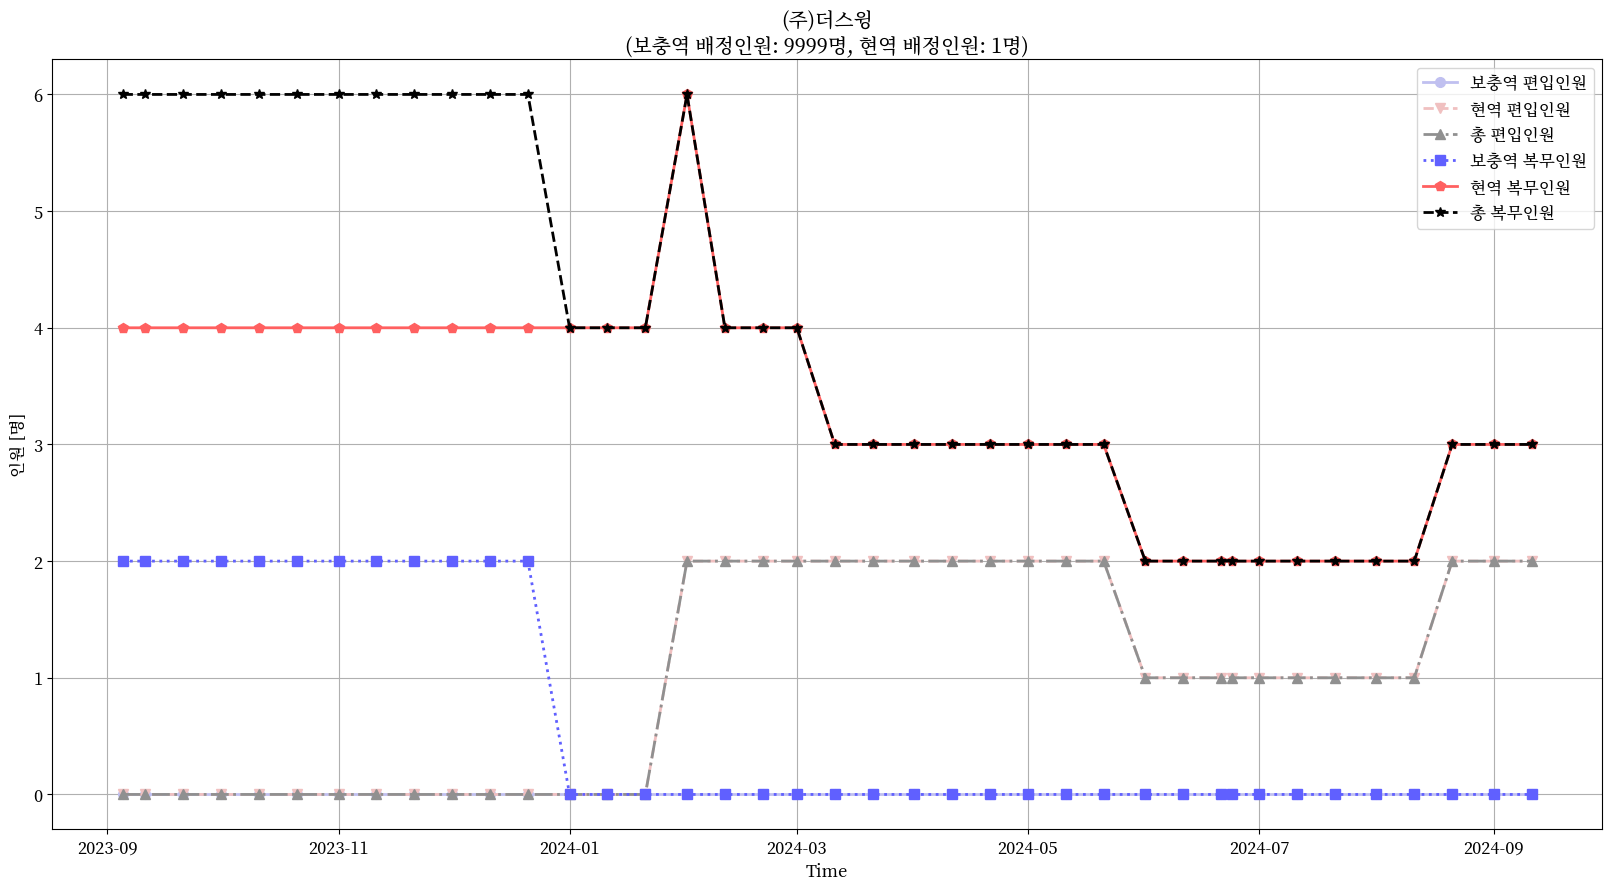 (주)더스윙
(보충역 배정인원: 9999명, 현역 배정인원: 1명)
보충역 편입인원
현역 편입인원
총 편입인원
보충역 복무인원
현역 복무인원
총 복무인원
인원 [명]
6
5
4
3
2
1
0
2023-09
2023-11
2024-01
2024-03
2024-05
2024-07
2024-09
Time